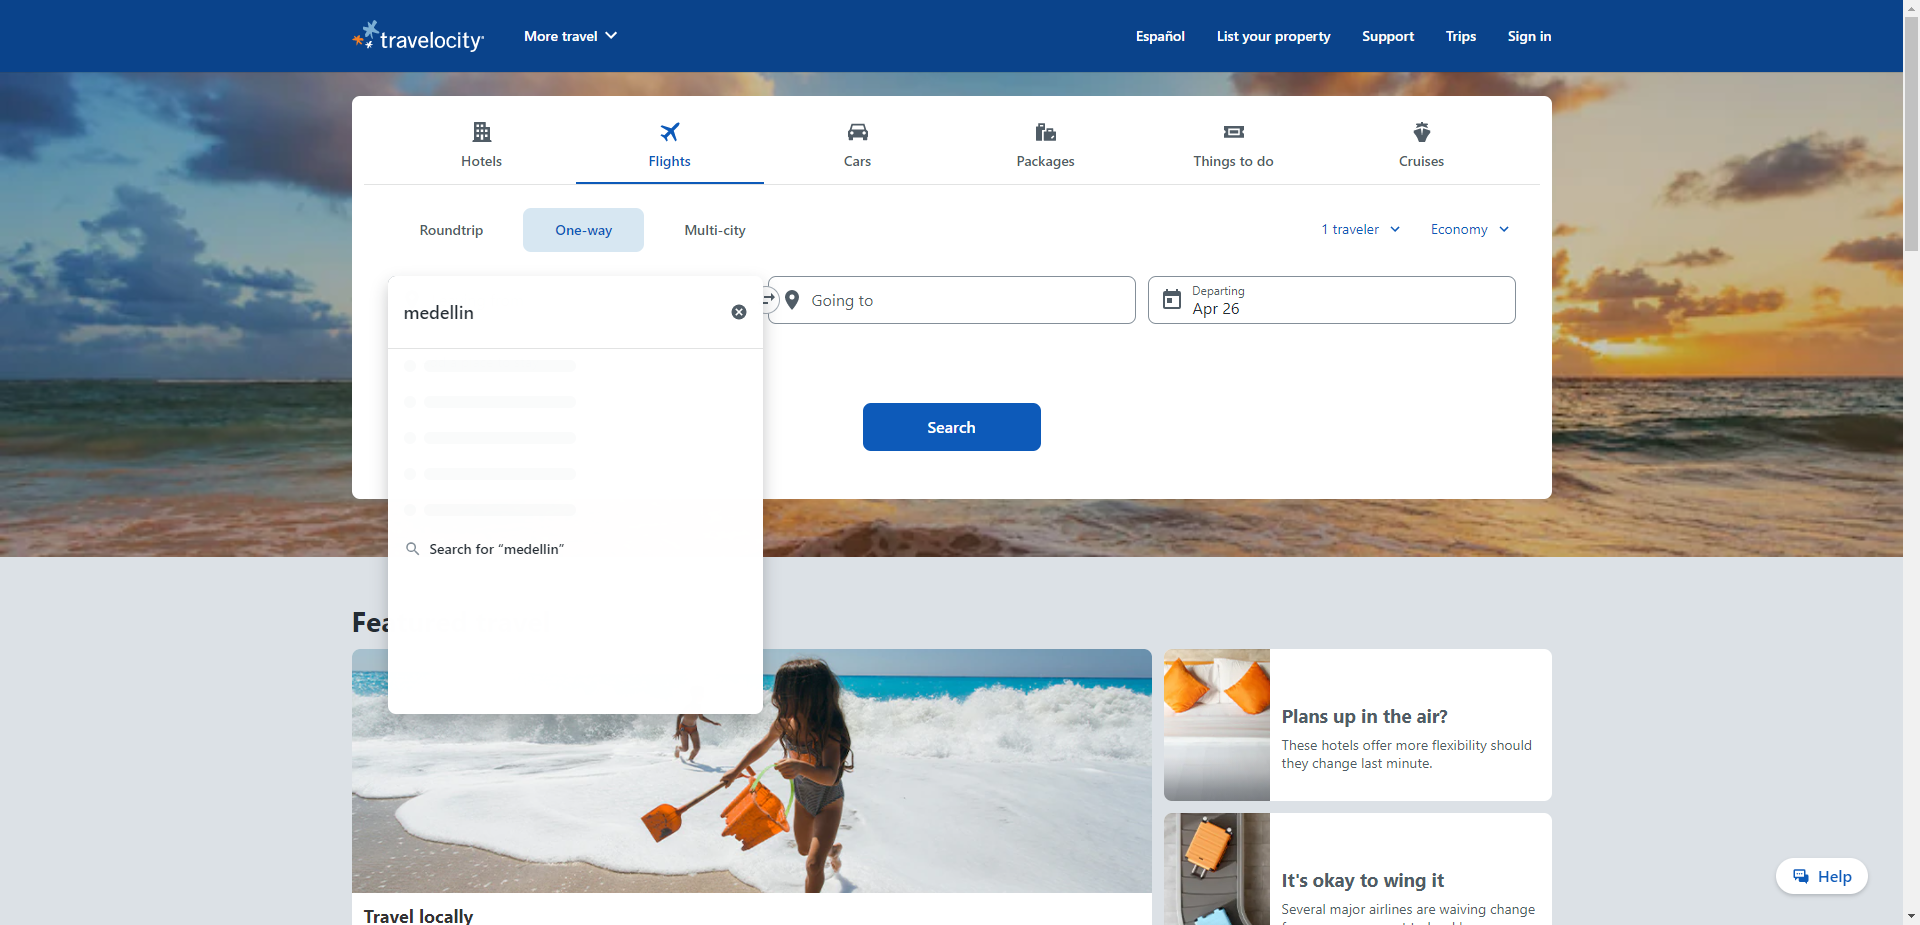 travelocity
More travel
Español
List your property
Support
Trips
Sign in
Hotels
Flights
Cars
Packages
Things to do
Cruises
Roundtrip
One-way
Multi-city
1 traveler
Economy
medellin
Going to
Departing
Apr 26
Search
Search for “medellin”
Fea
Plans up in the air?
These hotels offer more flexibility should
they change last minute.
It's okay to wing it
Several major airlines are waiving change
Travel locally
Help